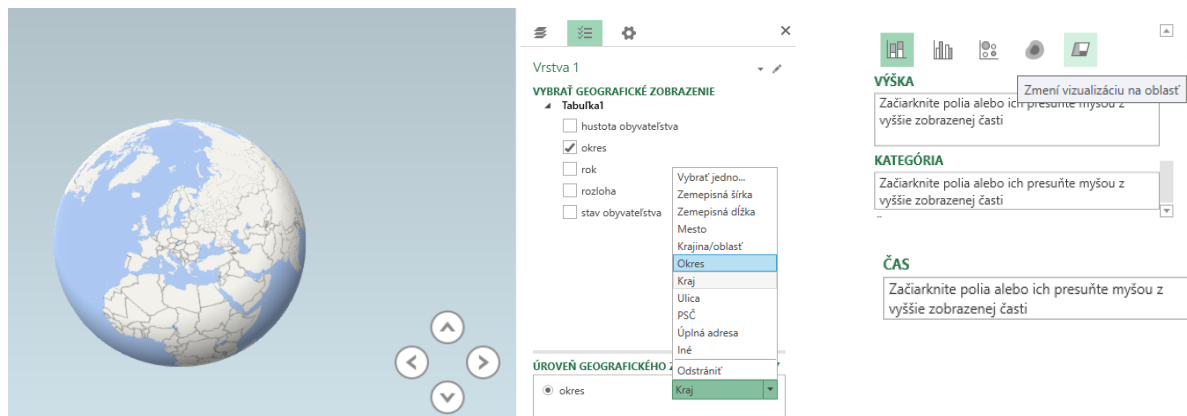 Vrstva 1
VYBRAŤ GEOGRAFICKÉ ZOBRAZENIE
Tabuľka1
hustota obyvateľstva
okres
rok
rozloha
stav obyvateľstva
Vybrať jedno...
Zemepisná šírka
Zemepisná dĺžka
Mesto
Krajina/oblasť
Okres
Kraj
Ulica
PSČ
Úplná adresa
Iné
Odstrániť
ÚROVEŇ GEOGRAFICKÉHO
okres
Kraj
VÝŠKA
Zmení vizualizáciu na oblasť
Začiarknite polia alebo ich presuňte myšou z
vyššie zobrazenej časti
KATEGÓRIA
Začiarknite polia alebo ich presuňte myšou z
vyššie zobrazenej časti
ČAS
Začiarknite polia alebo ich presuňte myšou z
vyššie zobrazenej časti